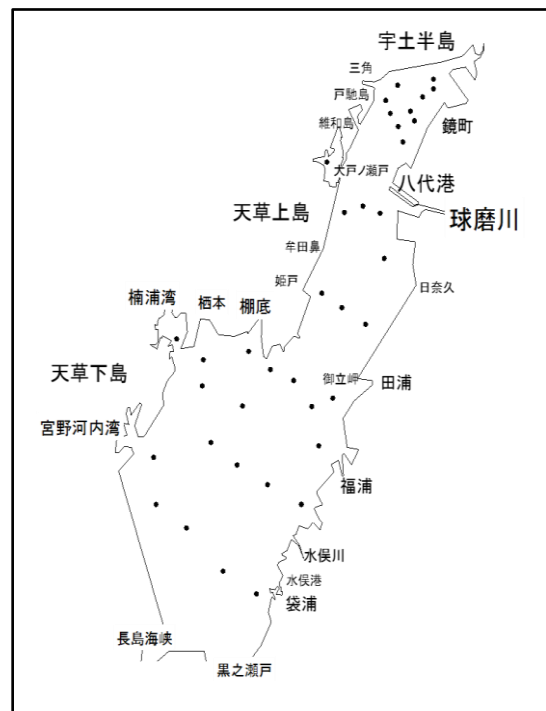 宇土半島
三角
戸馳島
維和島
鏡町
大戸ノ瀬戸
八代港
天草上島
球磨川
牟田鼻
姫戸
日奈久
楠浦湾
栖本
棚底
天草下島
御立岬
田浦
宮野河内湾
福浦
水俣川
水俣港
袋浦
長島海峡
黒之瀬戸